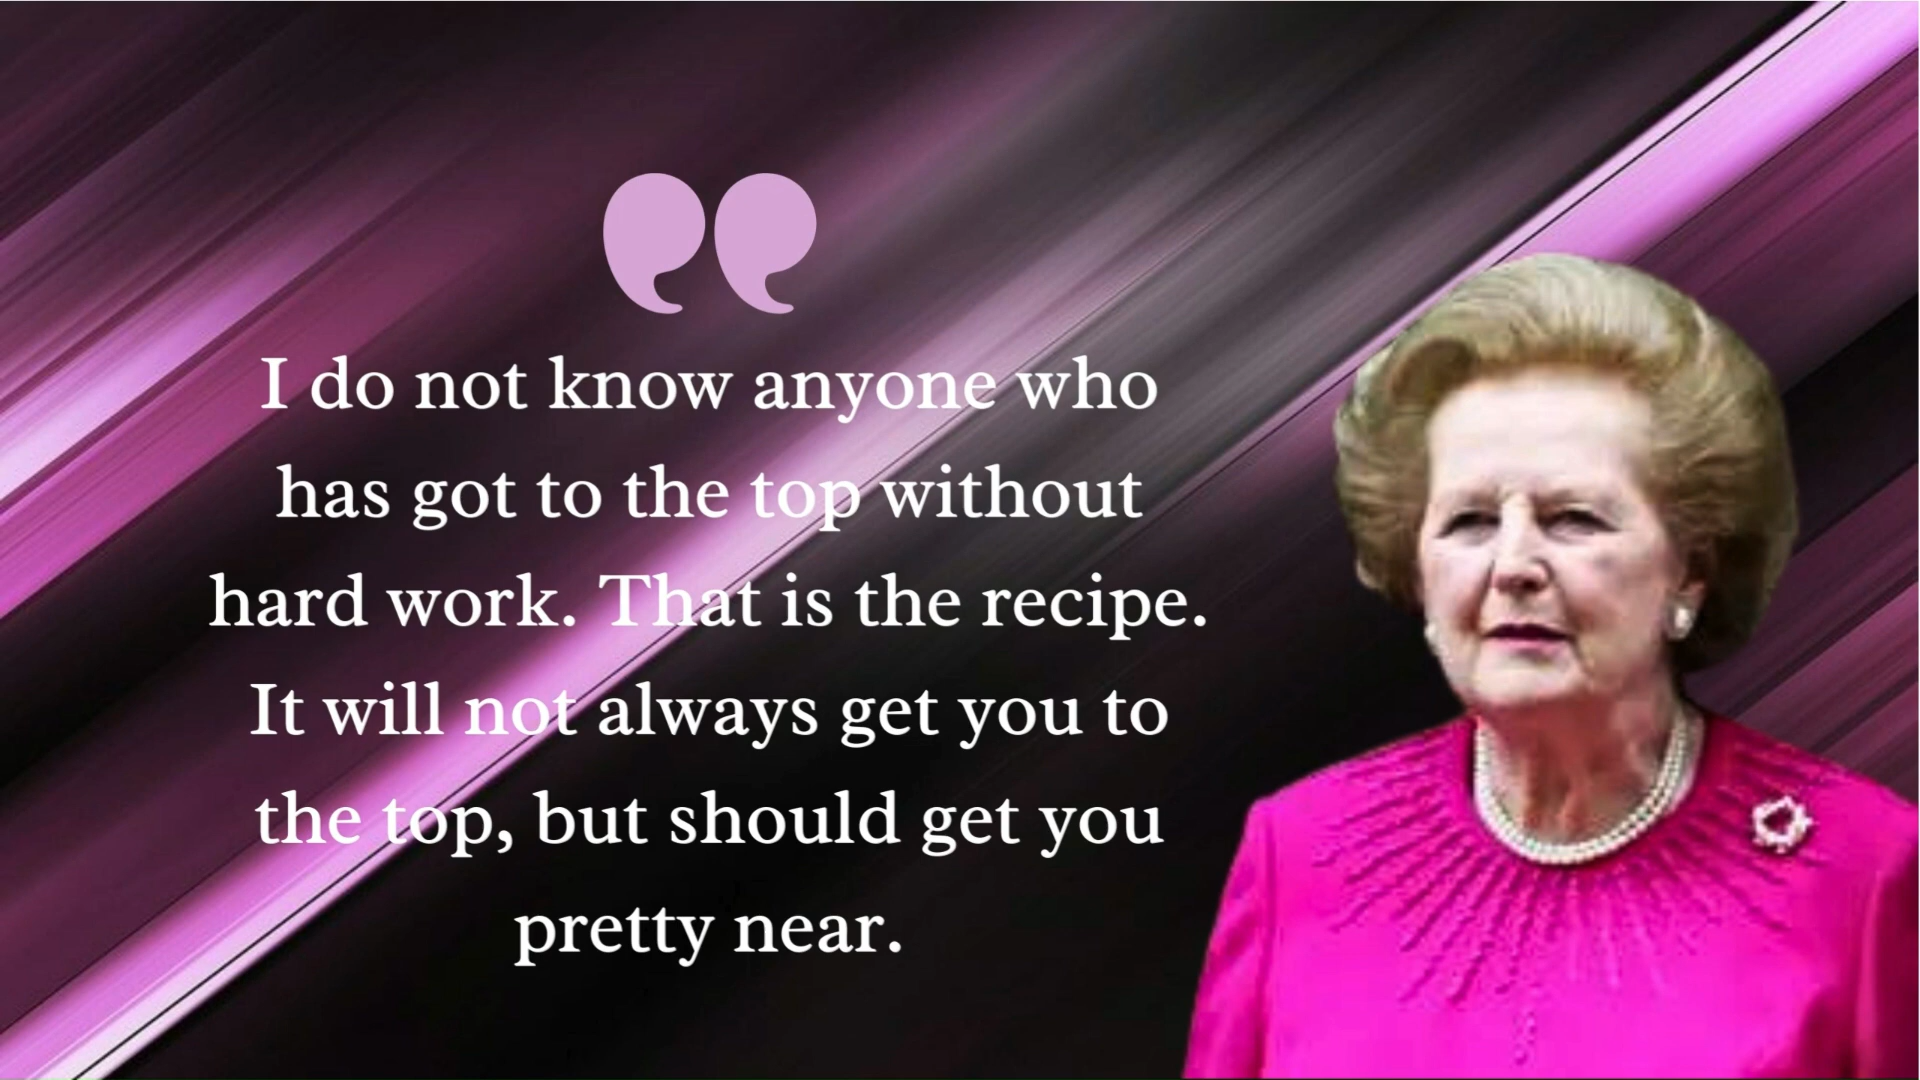 I do not know anyone who
has got to the top without
hard work. That is the recipe.
It will not always get you to
the top, but should get you
pretty near.